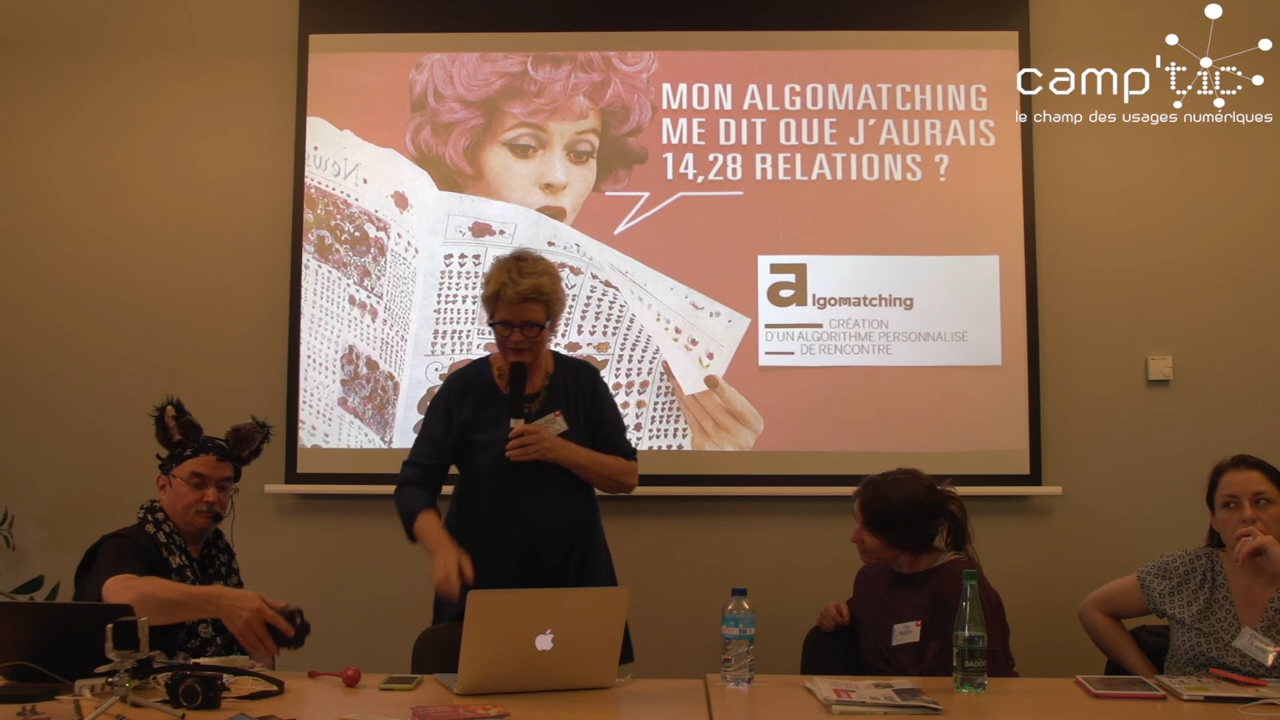 camp'tic
le champ des usages numériques
MON ALGOMATCHING
ME DIT QUE J'AURAIS
14,28 RELATIONS ?
News
algomatching
CRÉATION
D'UN ALGORITHME PERSONNALISÉ
DE RENCONTRE
BADOIT